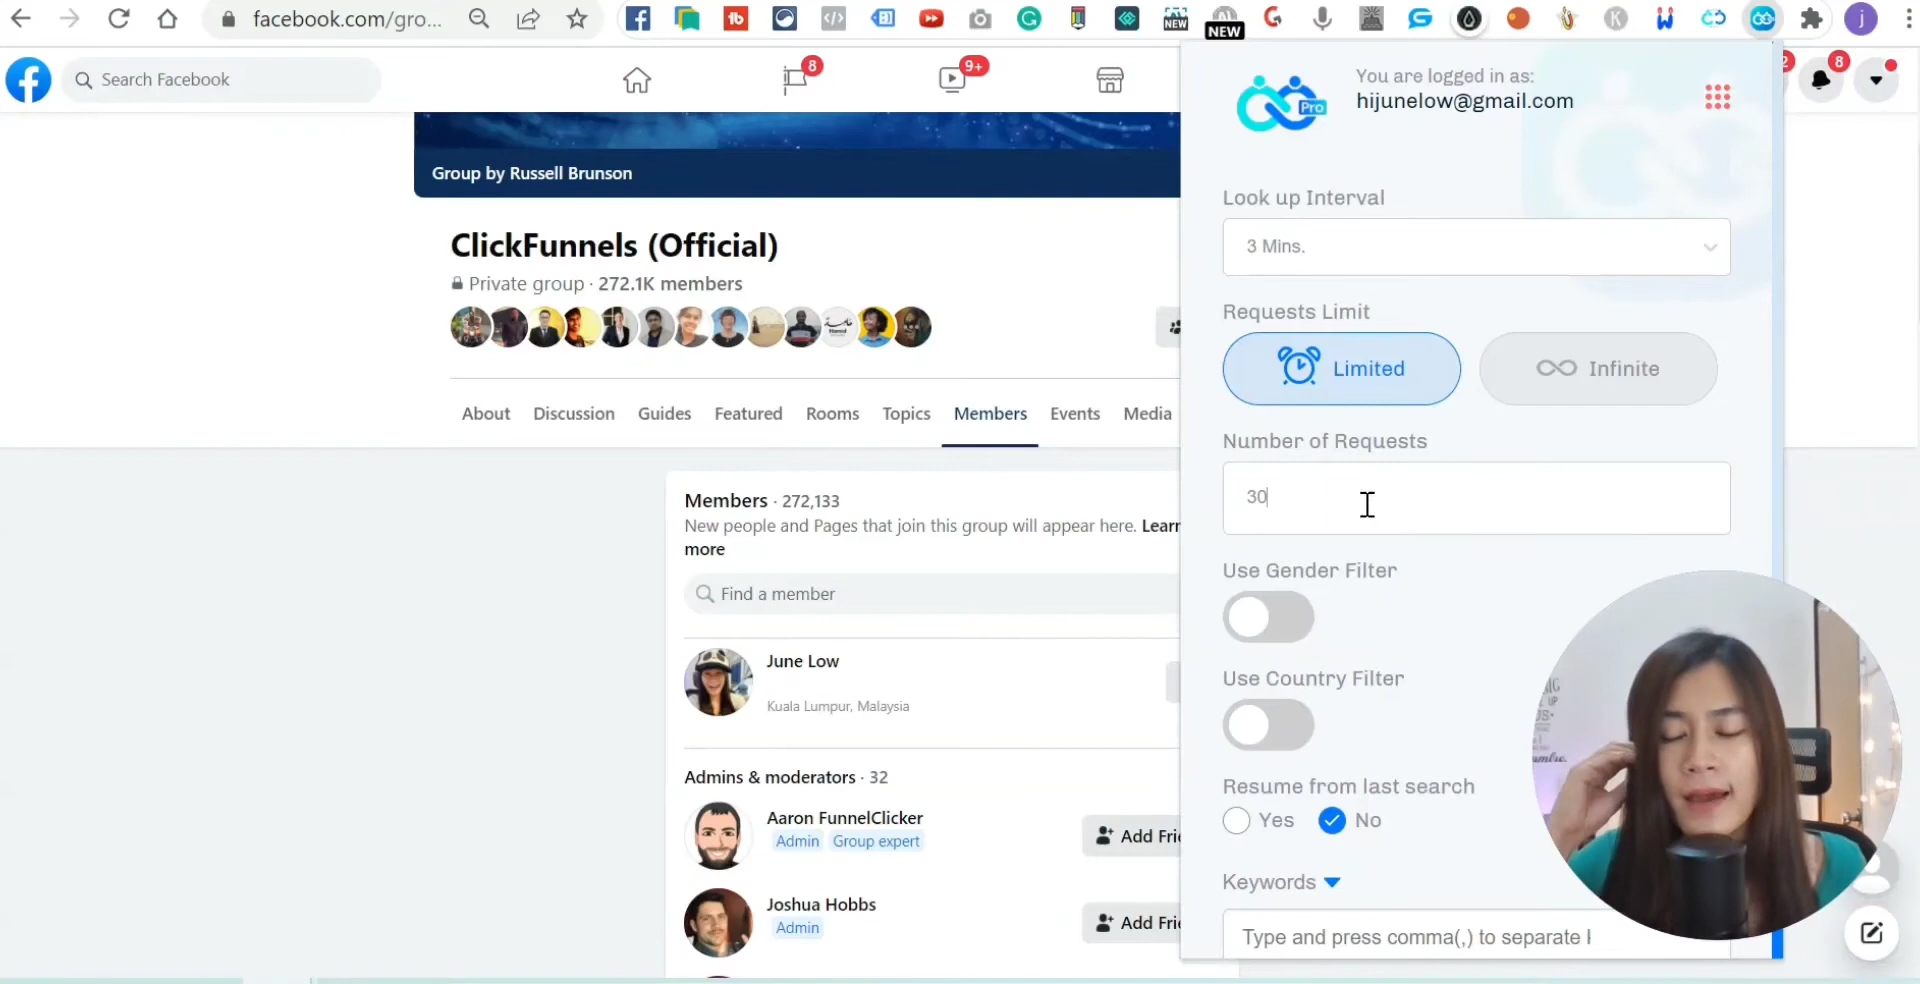 facebook.com/gro...
NEW
NEW
Search Facebook
8
9+
2
8
j
Group by Russell Brunson
ClickFunnels (Official)
Private group · 272.1K members
About
Discussion
Guides
Featured
Rooms
Topics
Members
Events
Media
Members · 272,133
New people and Pages that join this group will appear here. Learn
more
Find a member
June Low
Kuala Lumpur, Malaysia
Admins & moderators · 32
Aaron FunnelClicker
Admin
Group expert
Add Frie
Joshua Hobbs
Admin
Add Frie
Pro
You are logged in as:
hijunelow@gmail.com
Look up Interval
3 Mins.
Requests Limit
Limited
Infinite
Number of Requests
30
Use Gender Filter
Use Country Filter
Resume from last search
Yes
No
Keywords
Type and press comma(,) to separate